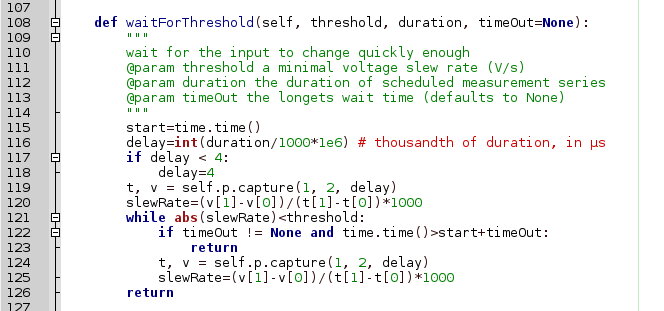 107
108 def waitForThreshold(self, threshold, duration, timeOut=None):
109 """
110 wait for the input to change quickly enough
111 @param threshold a minimal voltage slew rate (V/s)
112 @param duration the duration of scheduled measurement series
113 @param timeOut the longets wait time (defaults to None)
114 """
115 start=time.time()
116 delay=int(duration/1000*1e6) # thousandth of duration, in µs
117 if delay < 4:
118 delay=4
119 t, v = self.p.capture(1, 2, delay)
120 slewRate=(v[1]-v[0])/(t[1]-t[0])*1000
121 while abs(slewRate)<threshold:
122 if timeOut != None and time.time()>start+timeOut:
123 return
124 t, v = self.p.capture(1, 2, delay)
125 slewRate=(v[1]-v[0])/(t[1]-t[0])*1000
126 return
127